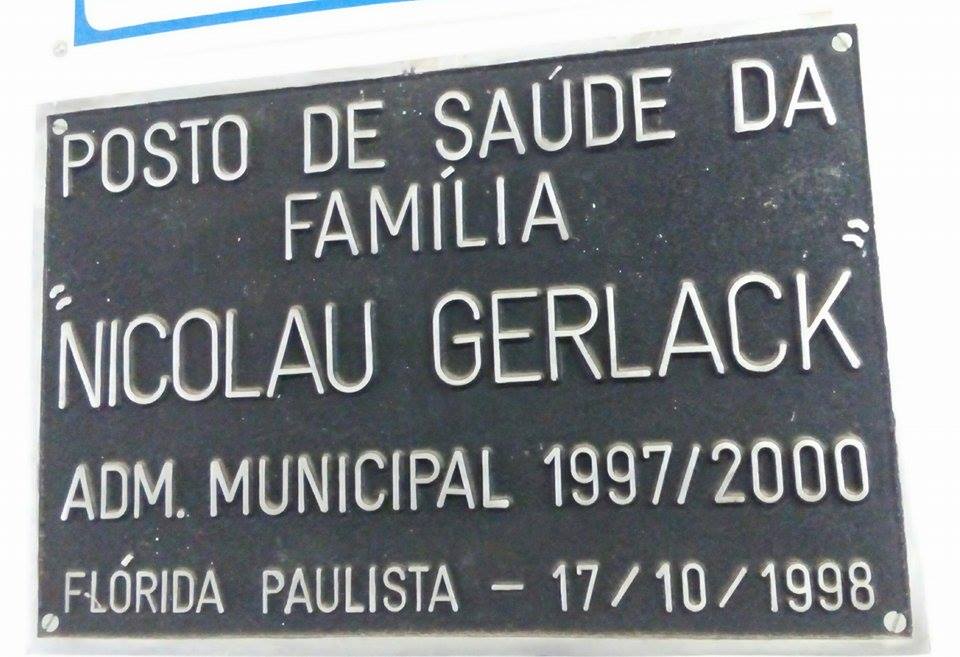 POSTO DE SAÚDE DA
FAMÍLIA
"NICOLAU GERLACK"
ADM. MUNICIPAL 1997/2000
FLÓRIDA PAULISTA - 17/10/1998